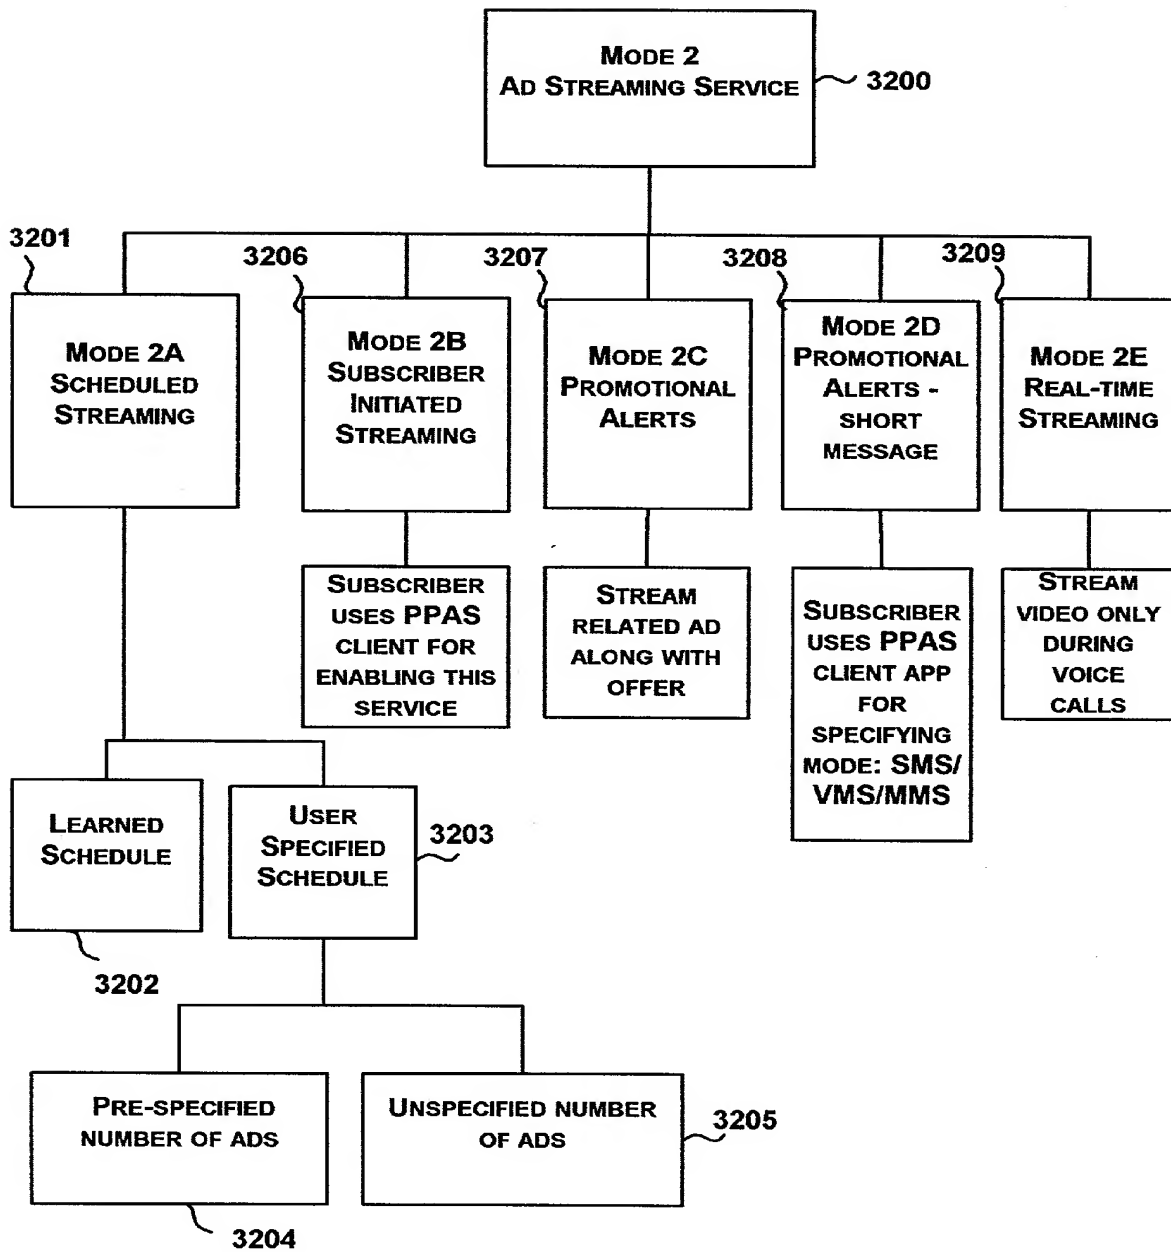 MODE 2
AD STREAMING SERVICE
3200
3201
3206
3207
3208
3209
MODE 2A
SCHEDULED
STREAMING
MODE 2B
SUBSCRIBER
INITIATED
STREAMING
MODE 2C
PROMOTIONAL
ALERTS
MODE 2D
PROMOTIONAL
ALERTS -
SHORT
MESSAGE
MODE 2E
REAL-TIME
STREAMING
SUBSCRIBER
USES PPAS
CLIENT FOR
ENABLING THIS
SERVICE
STREAM
RELATED AD
ALONG WITH
OFFER
SUBSCRIBER
USES PPAS
CLIENT APP
FOR
SPECIFYING
MODE: SMS/
VMS/MMS
STREAM
VIDEO ONLY
DURING
VOICE
CALLS
LEARNED
SCHEDULE
3202
USER
SPECIFIED
SCHEDULE
3203
PRE-SPECIFIED
NUMBER OF ADS
3204
UNSPECIFIED NUMBER
OF ADS
3205